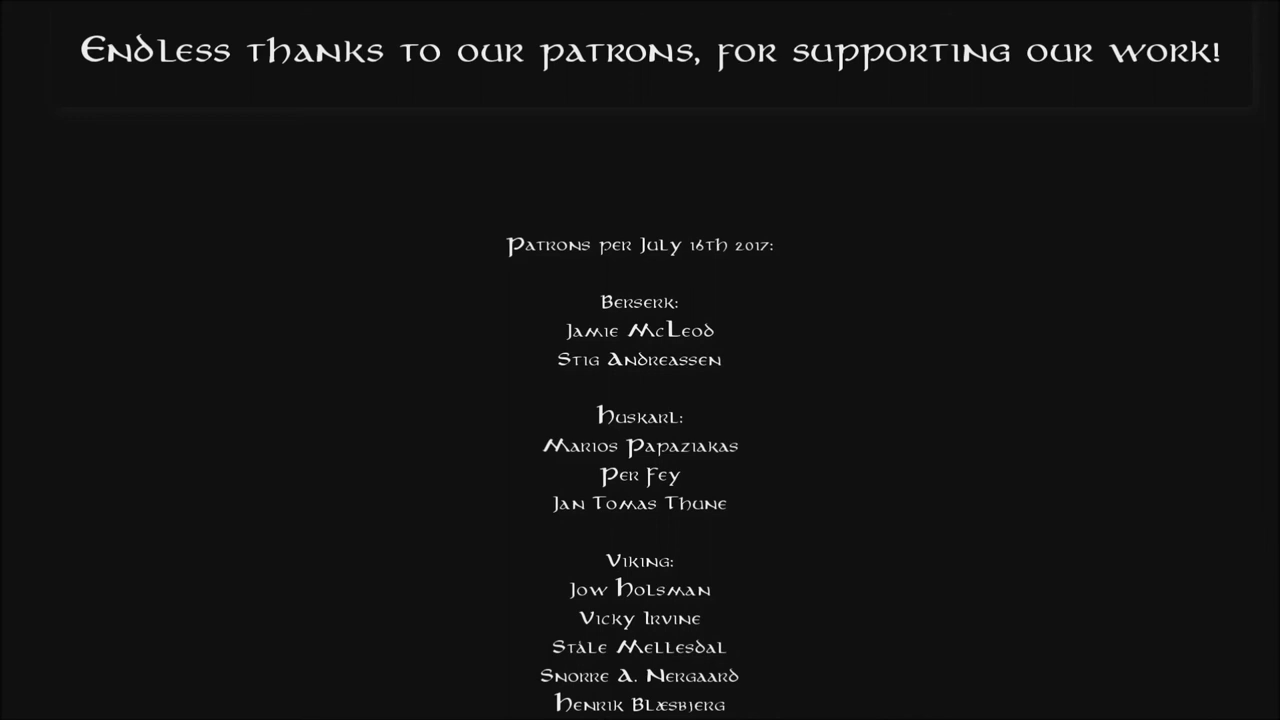 Endless thanks to our patrons, for supporting our work!
Patrons per July 16th 2017:
Berserk:
Jamie McLeod
Stig Andreassen
Huskarl:
Marios Papaziakas
Per Fey
Jan Tomas Thune
Viking:
Jow Holsman
Vicky Irvine
Ståle Mellesdal
Snorre A. Nergaard
Henrik Blæsbjerg